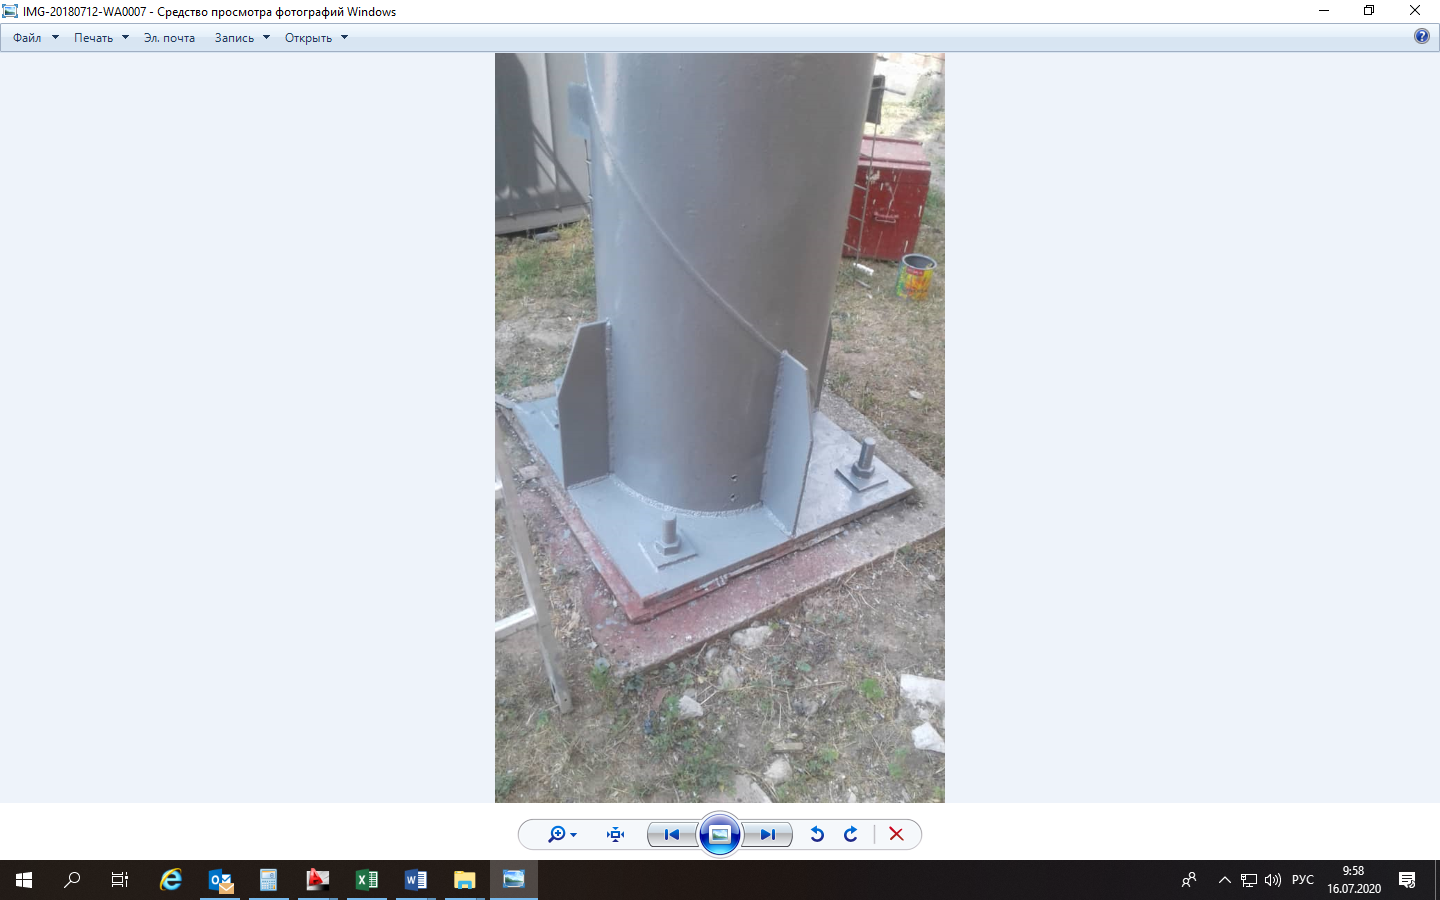 IMG-20180712-WA0007 - Средство просмотра фотографий Windows
Файл Печать Эл. почта Запись Открыть
РУС
9:58
16.07.2020